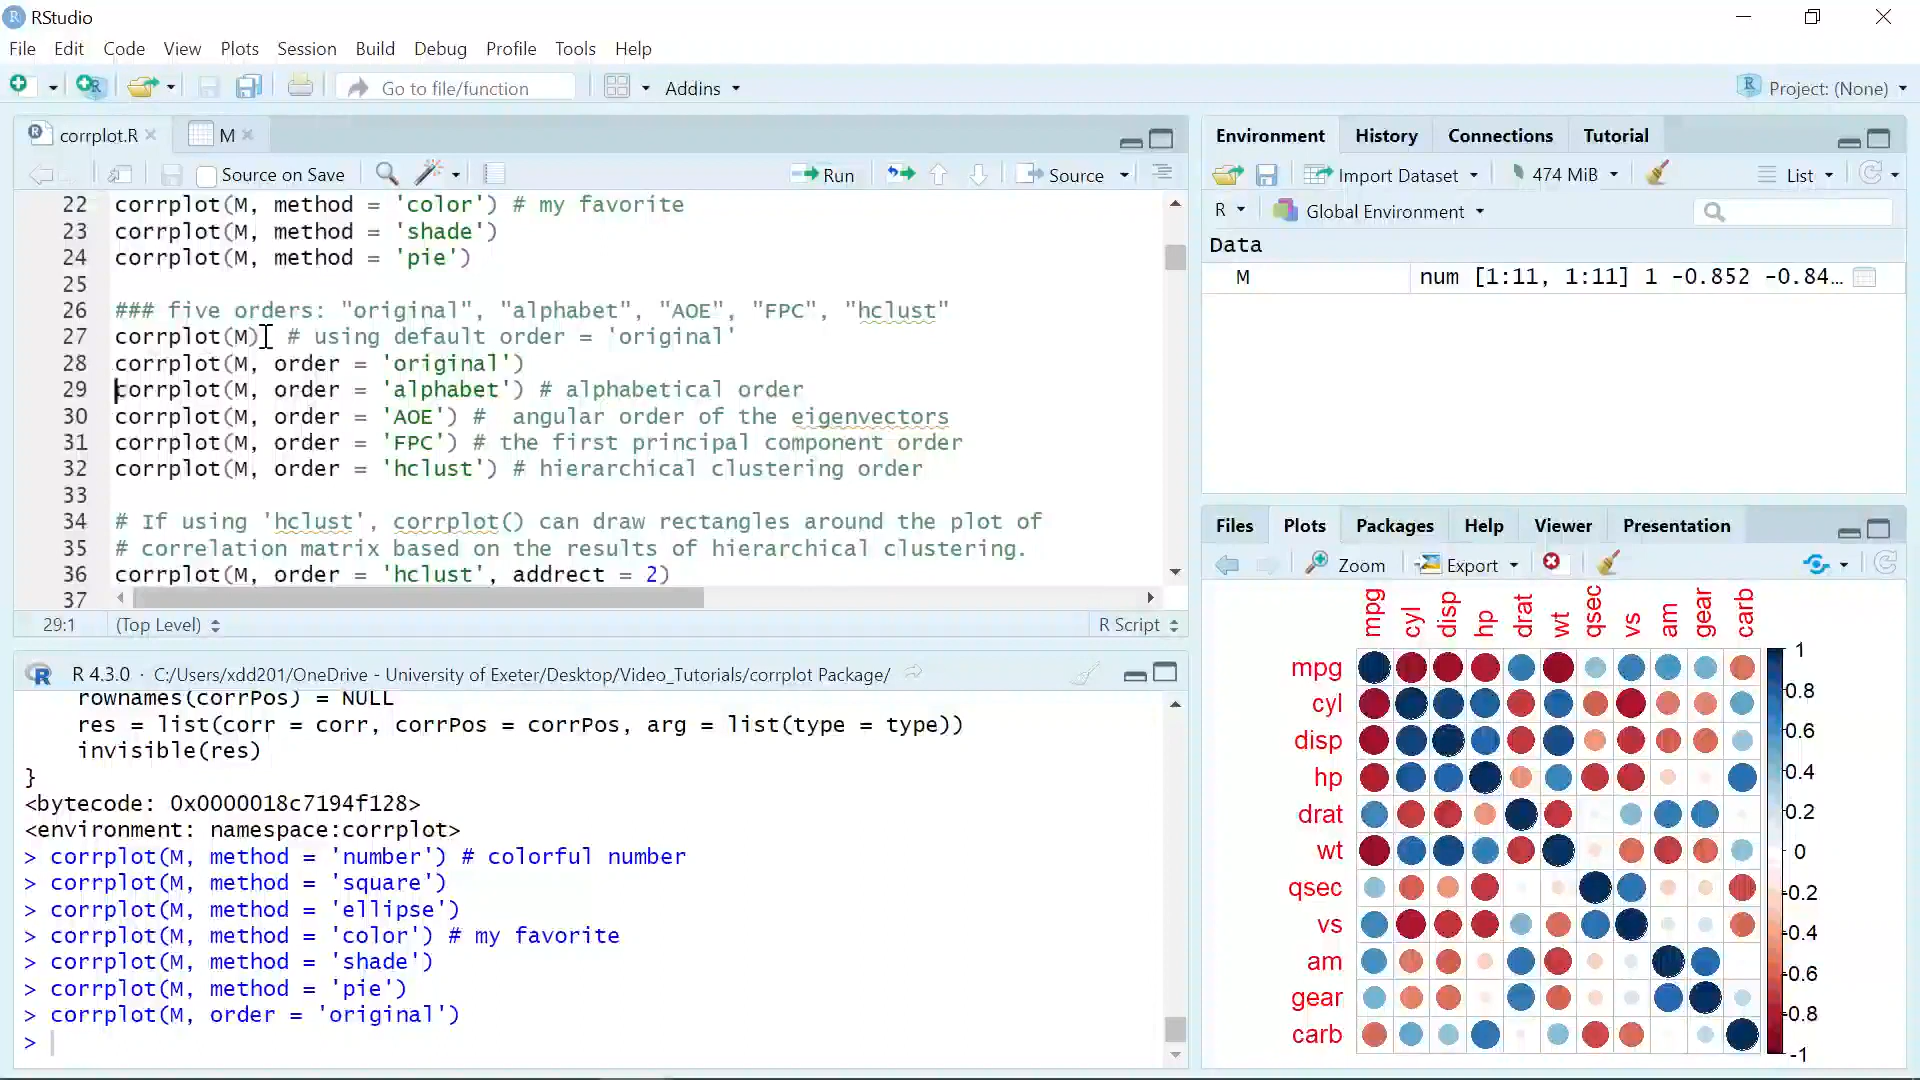 RStudio
File Edit Code View Plots Session Build Debug Profile Tools Help
Go to file/function
Addins
Project: (None)
corrplot.R
M
Source on Save
Run
Source
22 corrplot(M, method = 'color') # my favorite
23 corrplot(M, method = 'shade')
24 corrplot(M, method = 'pie')
25
26 ### five orders: "original", "alphabet", "AOE", "FPC", "hclust"
27 corrplot(M) # using default order = 'original'
28 corrplot(M, order = 'original')
29 corrplot(M, order = 'alphabet') # alphabetical order
30 corrplot(M, order = 'AOE') # angular order of the eigenvectors
31 corrplot(M, order = 'FPC') # the first principal component order
32 corrplot(M, order = 'hclust') # hierarchical clustering order
33
34 # If using 'hclust', corrplot() can draw rectangles around the plot of
35 # correlation matrix based on the results of hierarchical clustering.
36 corrplot(M, order = 'hclust', addrect = 2)
37
29:1 (Top Level) R Script
R 4.3.0 · C:/Users/xdd201/OneDrive - University of Exeter/Desktop/Video_Tutorials/corrplot Package/
rownames(corrPos) = NULL
res = list(corr = corr, corrPos = corrPos, arg = list(type = type))
invisible(res)
}
<bytecode: 0x0000018c7194f128>
<environment: namespace:corrplot>
> corrplot(M, method = 'number') # colorful number
> corrplot(M, method = 'square')
> corrplot(M, method = 'ellipse')
> corrplot(M, method = 'color') # my favorite
> corrplot(M, method = 'shade')
> corrplot(M, method = 'pie')
> corrplot(M, order = 'original')
>
Environment History Connections Tutorial
Import Dataset 474 MiB List
R Global Environment
Data
M num [1:11, 1:11] 1 -0.852 -0.84…
Files Plots Packages Help Viewer Presentation
Zoom Export
mpg cyl disp hp drat wt qsec vs am gear carb
mpg
cyl
disp
hp
drat
wt
qsec
vs
am
gear
carb
1
0.8
0.6
0.4
0.2
0
-0.2
-0.4
-0.6
-0.8
-1